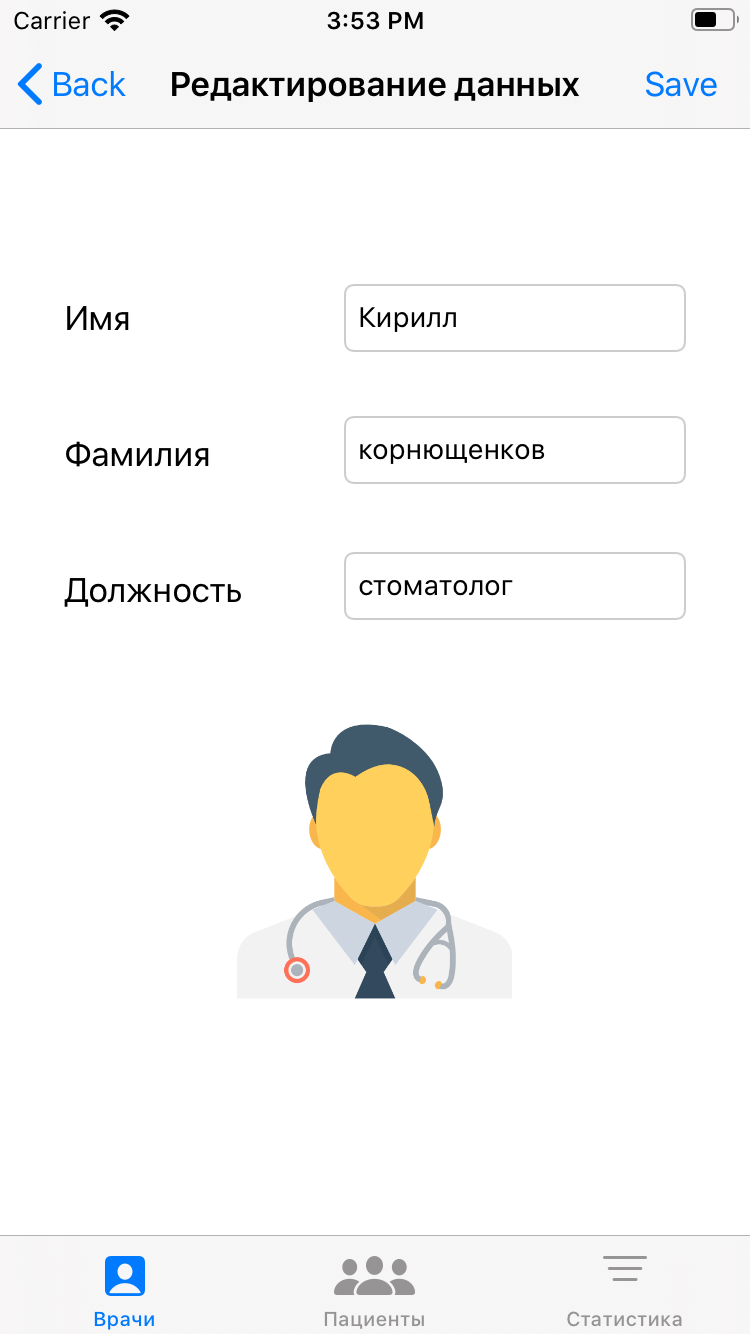 Carrier 3:53 PM
Back Редактирование данных Save
Имя Кирилл
Фамилия корнющенков
Должность стоматолог
Врачи Пациенты Статистика